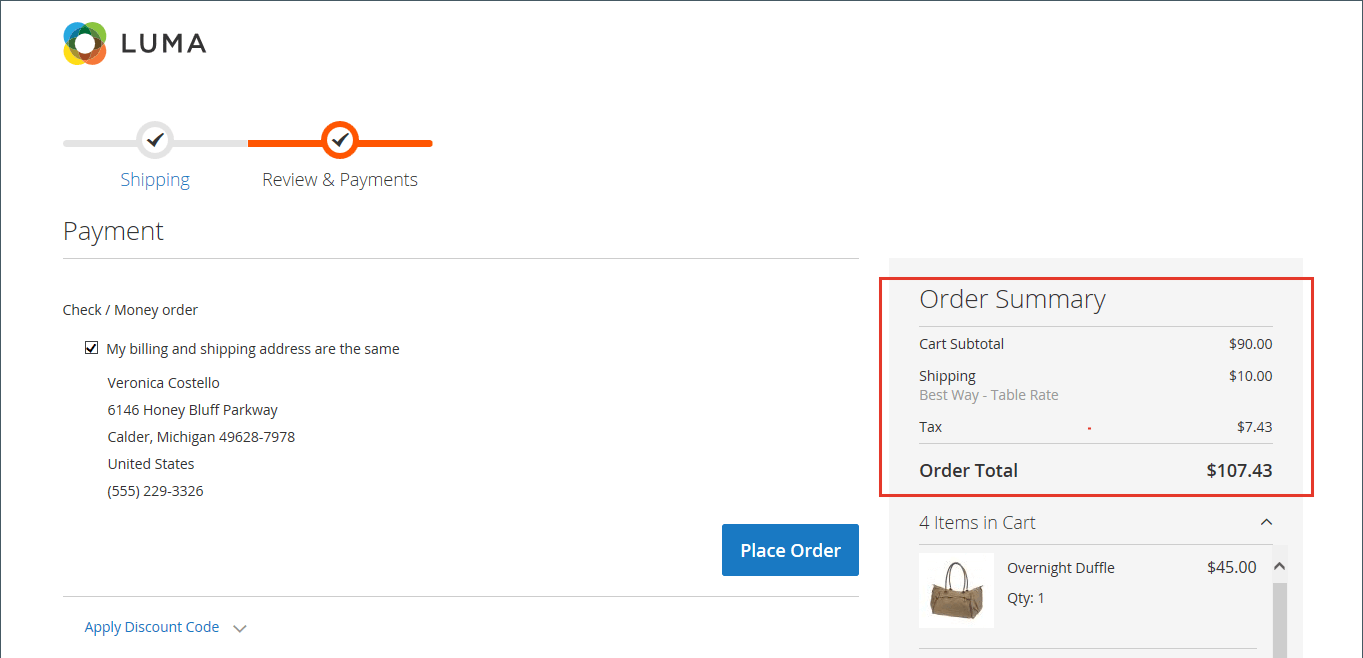 LUMA
Shipping
Review & Payments
Payment
Check / Money order
My billing and shipping address are the same
Veronica Costello
6146 Honey Bluff Parkway
Calder, Michigan 49628-7978
United States
(555) 229-3326
Place Order
Apply Discount Code
Order Summary
Cart Subtotal $90.00
Shipping $10.00
Best Way - Table Rate
Tax $7.43
Order Total $107.43
4 Items in Cart
Overnight Duffle $45.00
Qty: 1